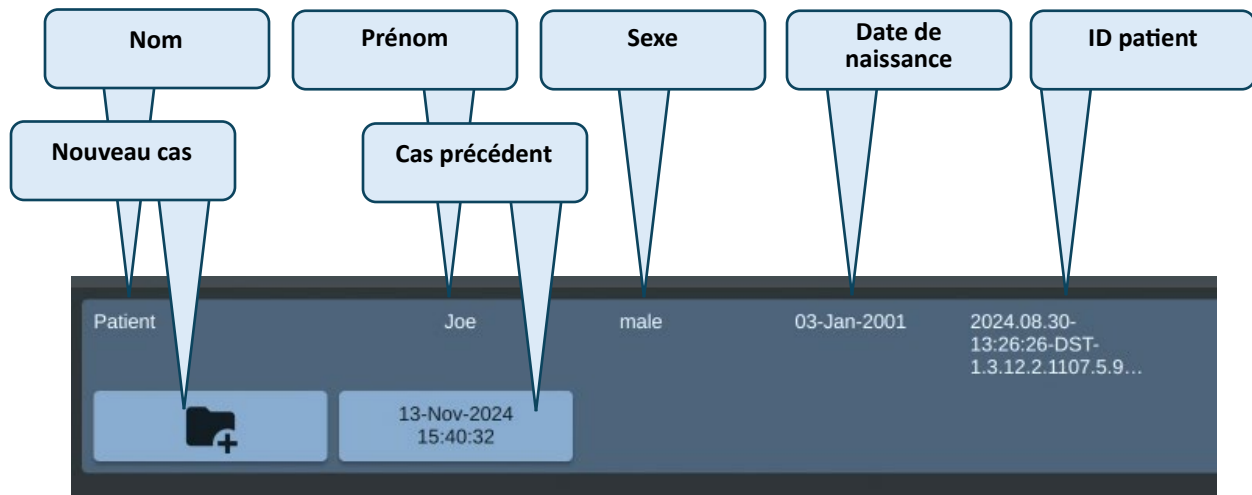 Nom
Prénom
Sexe
Date de
naissance
ID patient
Nouveau cas
Cas précédent
Patient
Joe
male
03-Jan-2001
2024.08.30-
13:26:26-DST-
1.3.12.2.1107.5.9…
13-Nov-2024
15:40:32